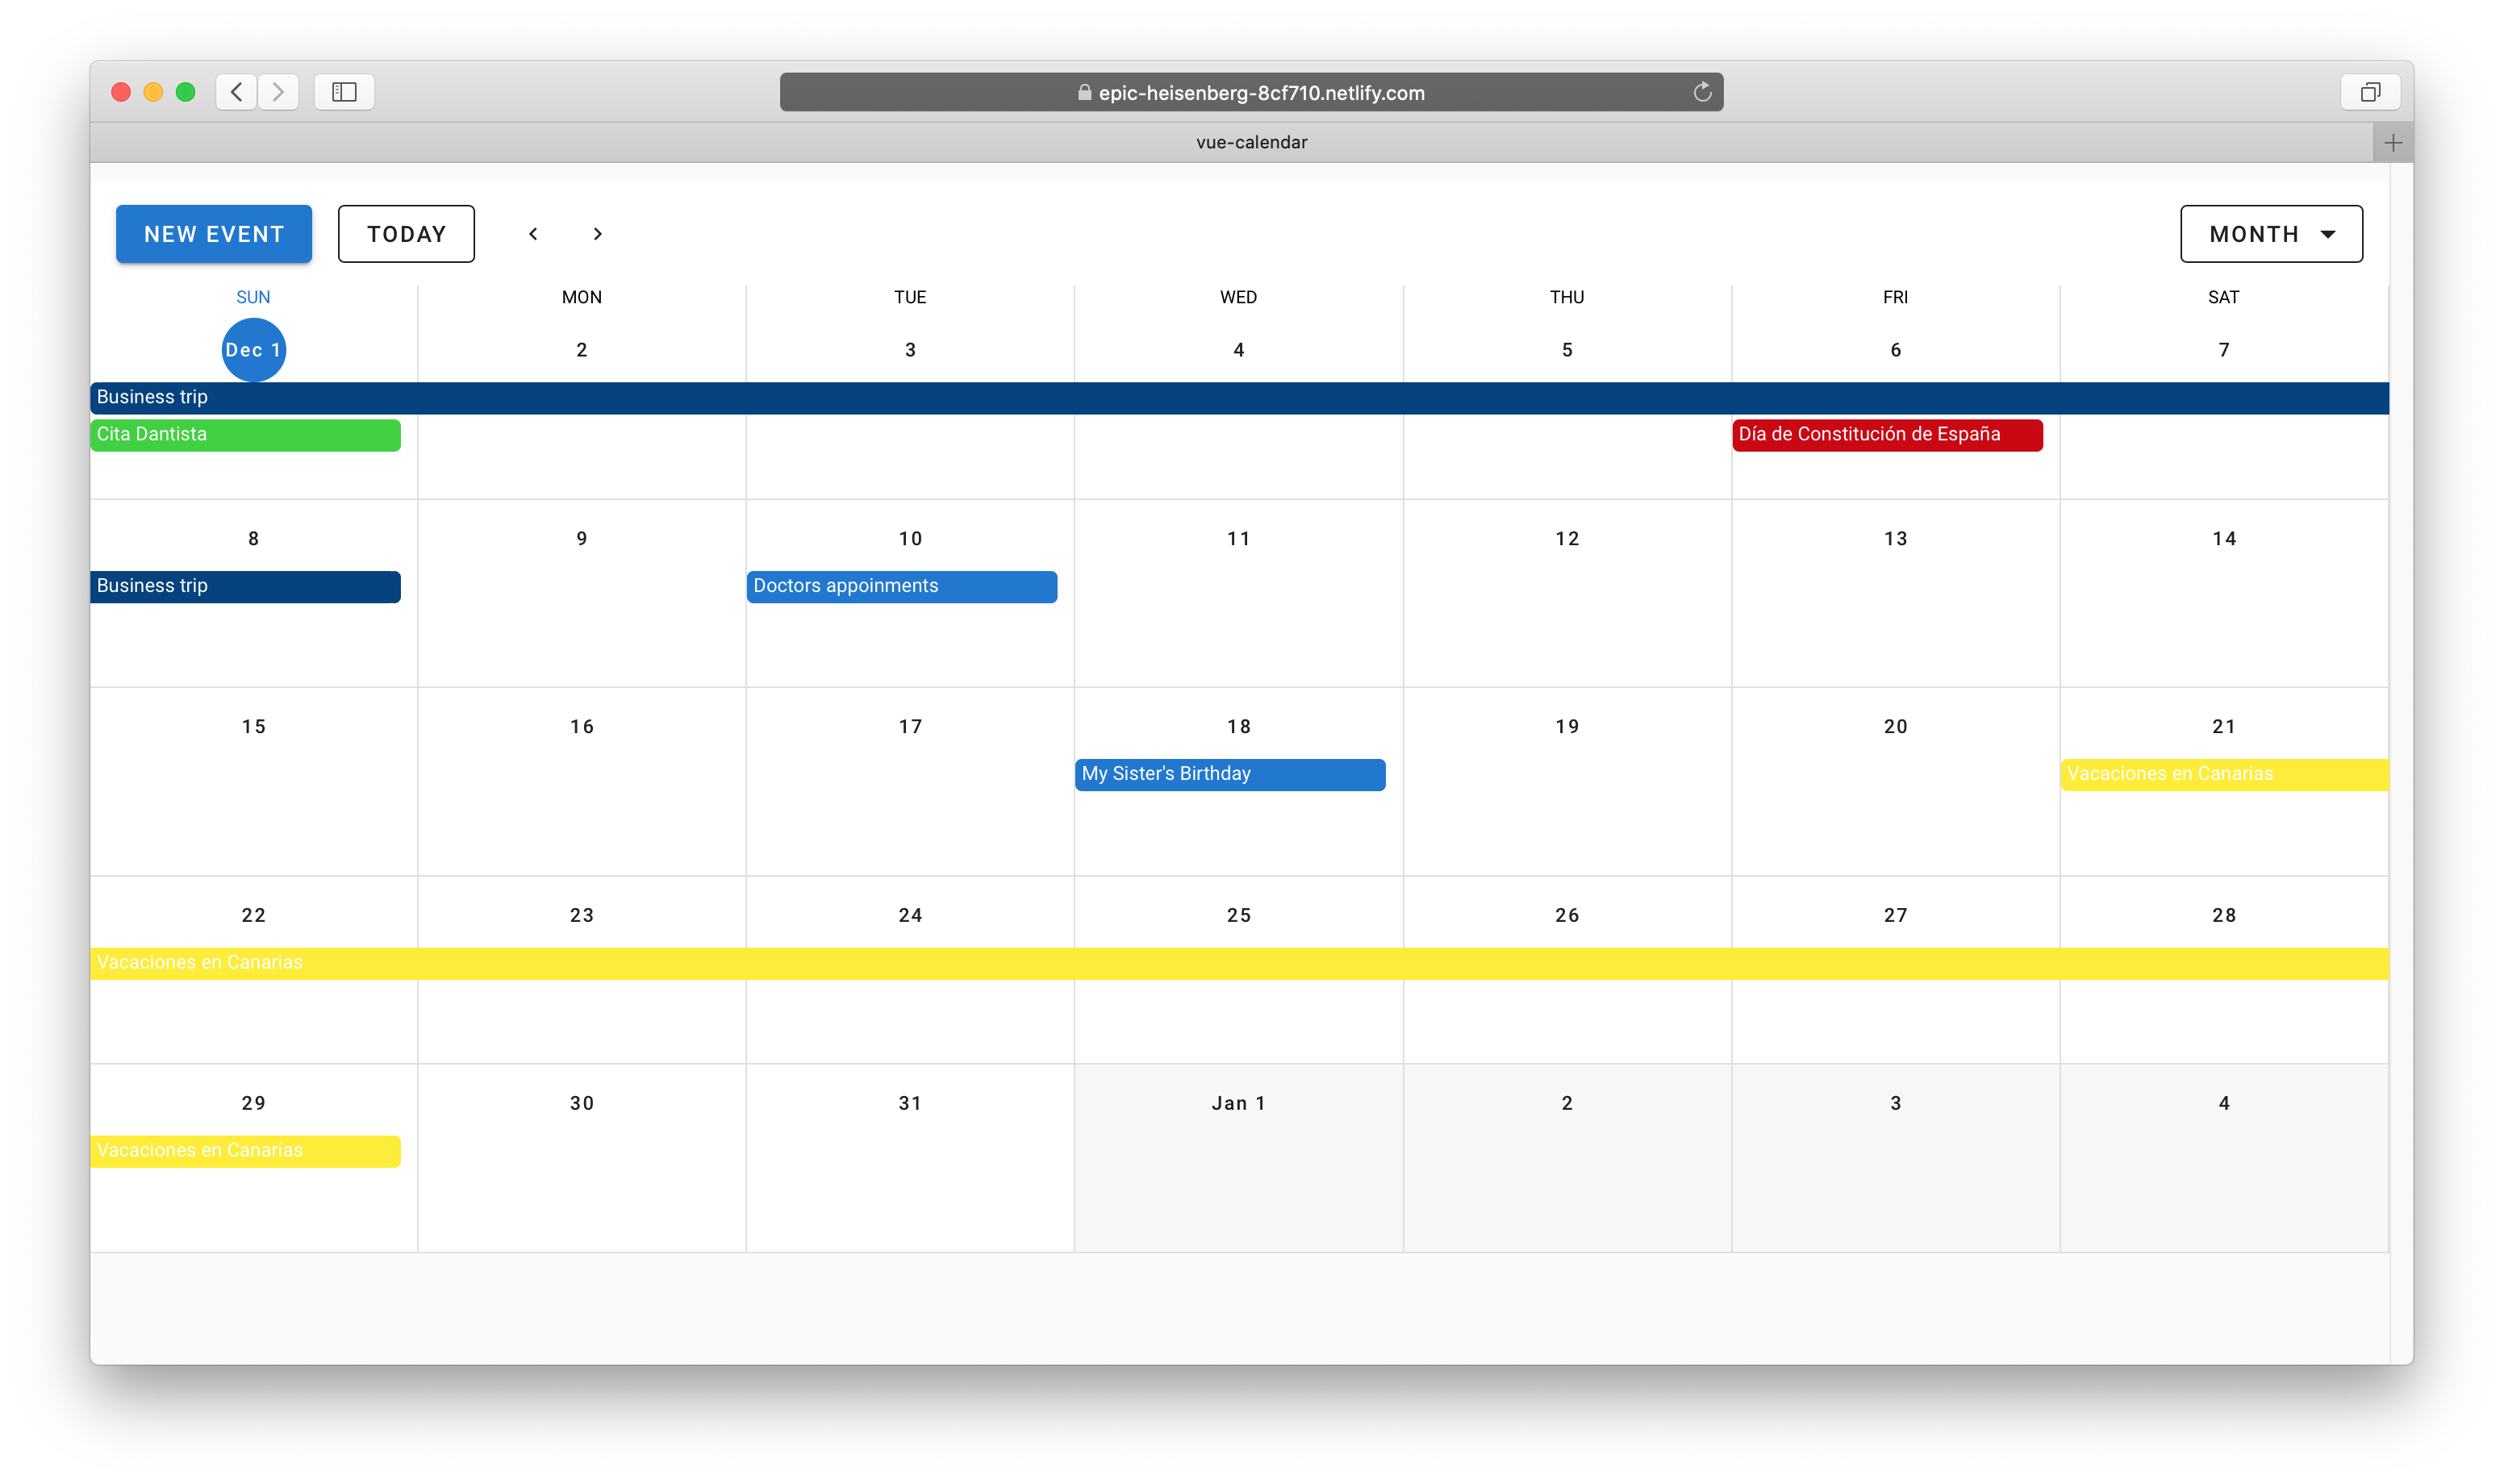 epic-heisenberg-8cf710.netlify.com
vue-calendar
NEW EVENT TODAY MONTH
SUN MON TUE WED THU FRI SAT
Dec 1 2 3 4 5 6 7
Business trip
Cita Dantista Día de Constitución de España
8 9 10 11 12 13 14
Business trip Doctors appoinments
15 16 17 18 19 20 21
My Sister's Birthday Vacaciones en Canarias
22 23 24 25 26 27 28
Vacaciones en Canarias
29 30 31 Jan 1 2 3 4
Vacaciones en Canarias